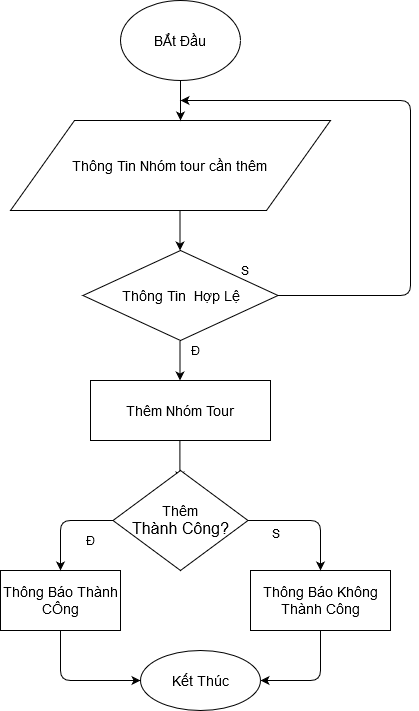 BẮt Đầu
Thông Tin Nhóm tour cần thêm
S
Thông Tin  Hợp Lệ
Đ
Thêm Nhóm Tour
Thêm
Thành Công?
Đ
S
Thông Báo Thành
CÔng
Thông Báo Không
Thành Công
Kết Thúc